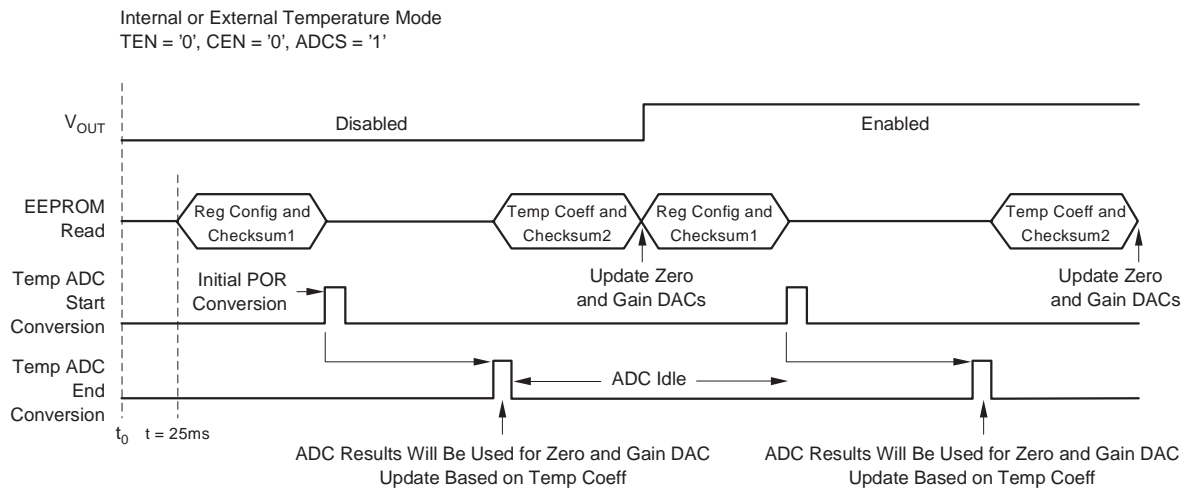 Internal or External Temperature Mode
TEN = '0', CEN = '0', ADCS = '1'
VOUT
Disabled
Enabled
EEPROM
Read
Reg Config and
Checksum1
Temp Coeff and
Checksum2
Reg Config and
Checksum1
Temp Coeff and
Checksum2
Update Zero
and Gain DACs
Update Zero
and Gain DACs
Temp ADC
Start
Conversion
Initial POR
Conversion
Temp ADC
End
Conversion
ADC Idle
t0
t = 25ms
ADC Results Will Be Used for Zero and Gain DAC
Update Based on Temp Coeff
ADC Results Will Be Used for Zero and Gain DAC
Update Based on Temp Coeff